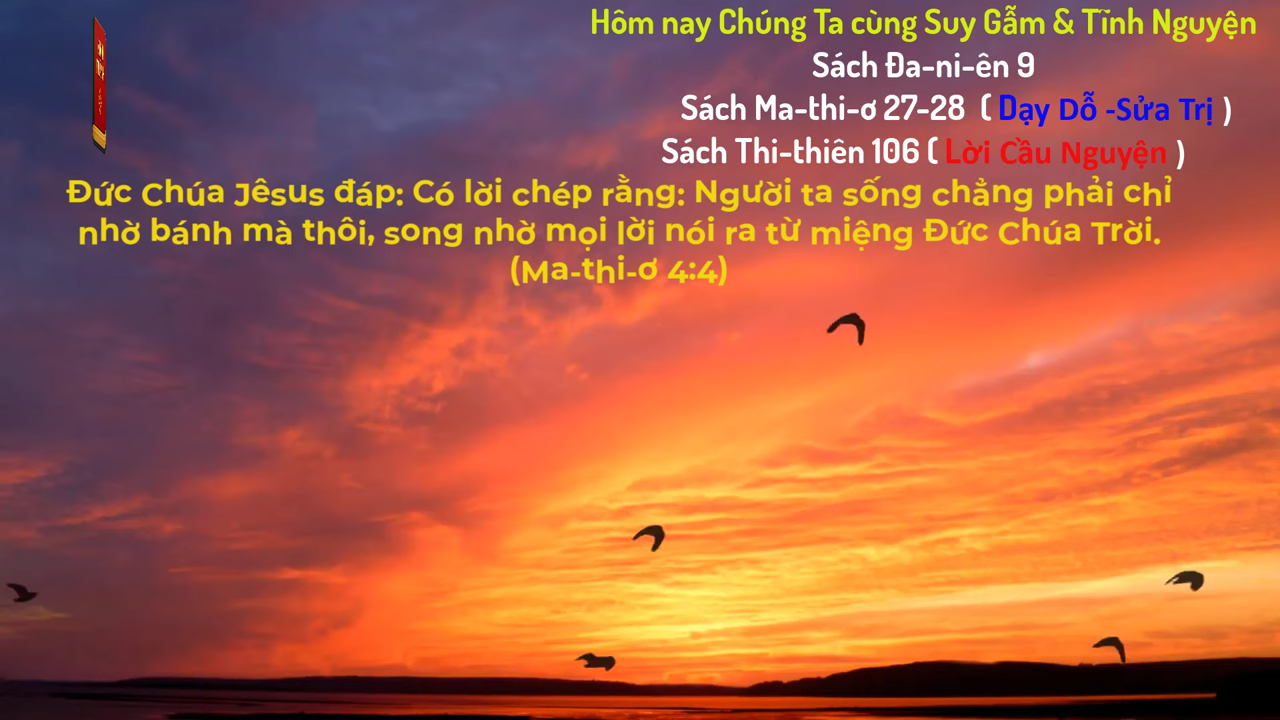 Hôm nay Chúng Ta cùng Suy Gẫm & Tĩnh Nguyện
Sách Đa-ni-ên 9
Sách Ma-thi-ơ 27-28 ( Dạy Dỗ -Sửa Trị )
Sách Thi-thiên 106 ( Lời Cầu Nguyện )
Đức Chúa Jêsus đáp: Có lời chép rằng: Người ta sống chẳng phải chỉ
nhờ bánh mà thôi, song nhờ mọi lời nói ra từ miệng Đức Chúa Trời.
(Ma-thi-ơ 4:4)